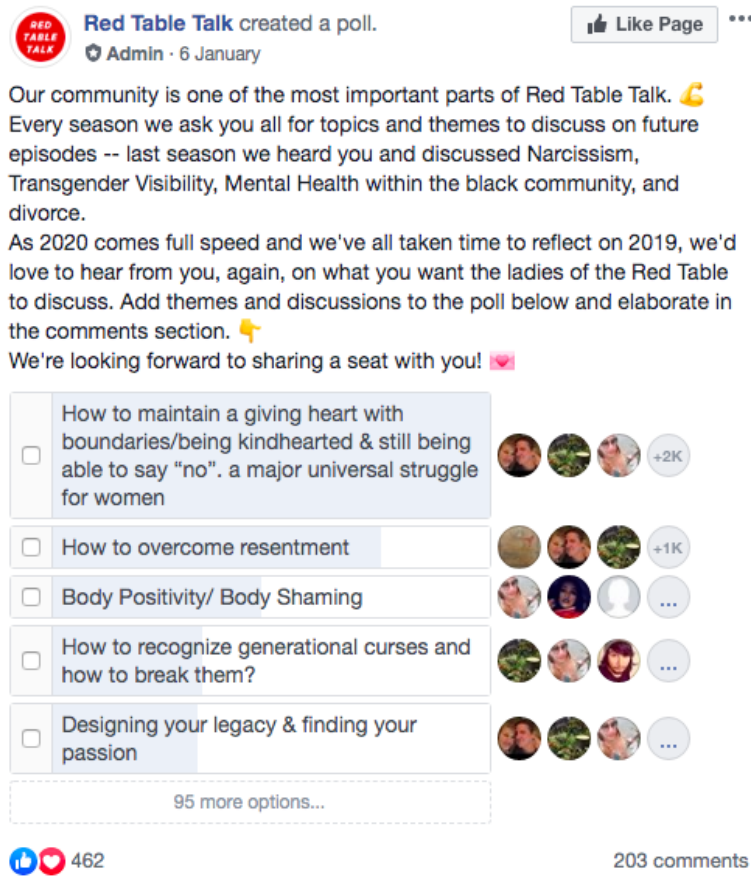 RED
TABLE
TALK
Red Table Talk created a poll.
Admin · 6 January
Like Page
Our community is one of the most important parts of Red Table Talk. 💪
Every season we ask you all for topics and themes to discuss on future
episodes -- last season we heard you and discussed Narcissism,
Transgender Visibility, Mental Health within the black community, and
divorce.
As 2020 comes full speed and we've all taken time to reflect on 2019, we'd
love to hear from you, again, on what you want the ladies of the Red Table
to discuss. Add themes and discussions to the poll below and elaborate in
the comments section. 👇
We're looking forward to sharing a seat with you! 💌
How to maintain a giving heart with
boundaries/being kindhearted & still being
able to say “no”. a major universal struggle
for women
+2K
How to overcome resentment
+1K
Body Positivity/ Body Shaming
...
How to recognize generational curses and
how to break them?
...
Designing your legacy & finding your
passion
...
95 more options...
462
203 comments